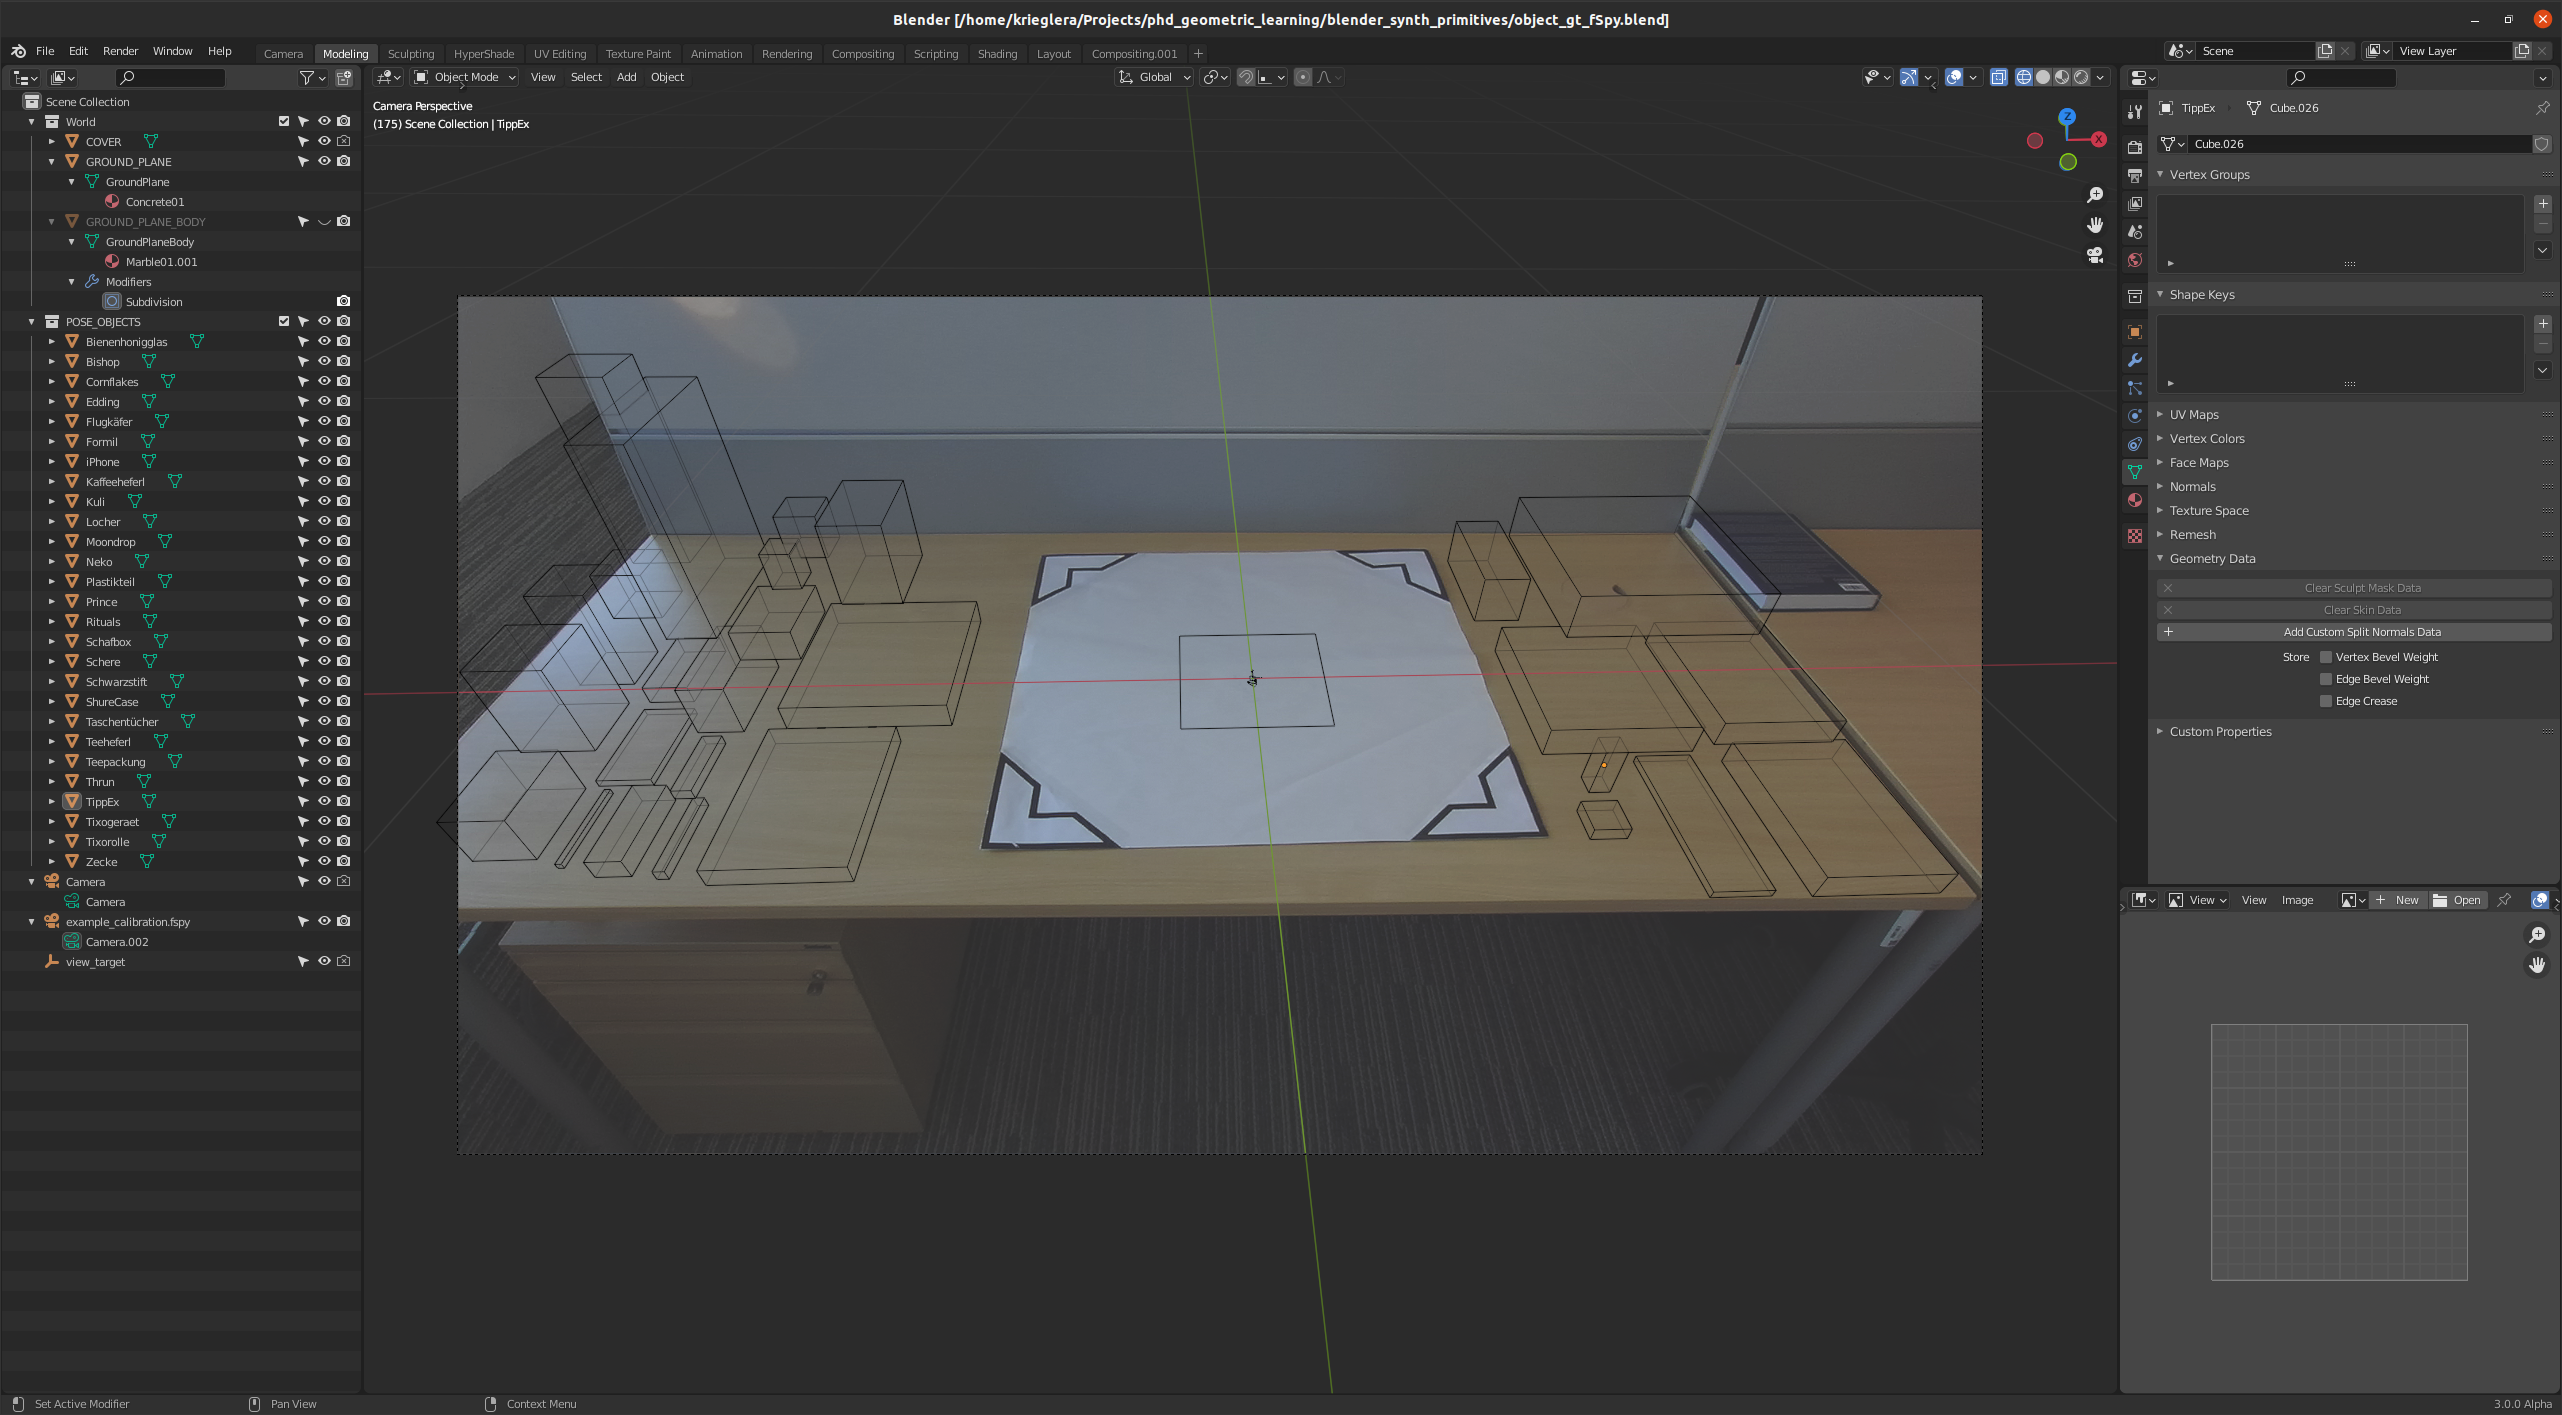 Blender [/home/krieglera/Projects/phd_geometric_learning/blender_synth_primitives/object_gt_fSpy.blend]
File Edit Render Window Help
Camera Modeling Sculpting HyperShade UV Editing Texture Paint Animation Rendering Compositing Scripting Shading Layout Compositing.001 +
Scene
View Layer
Object Mode View Select Add Object
Global
Camera Perspective
(175) Scene Collection | TippEx
Z
X
Scene Collection
World
COVER
GROUND_PLANE
GroundPlane
Concrete01
GROUND_PLANE_BODY
GroundPlaneBody
Marble01.001
Modifiers
Subdivision
POSE_OBJECTS
Bienenhonigglas
Bishop
Cornflakes
Edding
Flugkäfer
Formil
iPhone
Kaffeeheferl
Kuli
Locher
Moondrop
Neko
Plastikteil
Prince
Rituals
Schafbox
Schere
Schwarzstift
ShureCase
Taschentücher
Teeheferl
Teepackung
Thrun
TippEx
Tixogeraet
Tixorolle
Zecke
Camera
Camera
example_calibration.fspy
Camera.002
view_target
TippEx Cube.026
Cube.026
Vertex Groups
Shape Keys
UV Maps
Vertex Colors
Face Maps
Normals
Texture Space
Remesh
Geometry Data
Clear Sculpt Mask Data
Clear Skin Data
Add Custom Split Normals Data
Store Vertex Bevel Weight
Edge Bevel Weight
Edge Crease
Custom Properties
View View Image New Open
Set Active Modifier
Pan View
Context Menu
3.0.0 Alpha